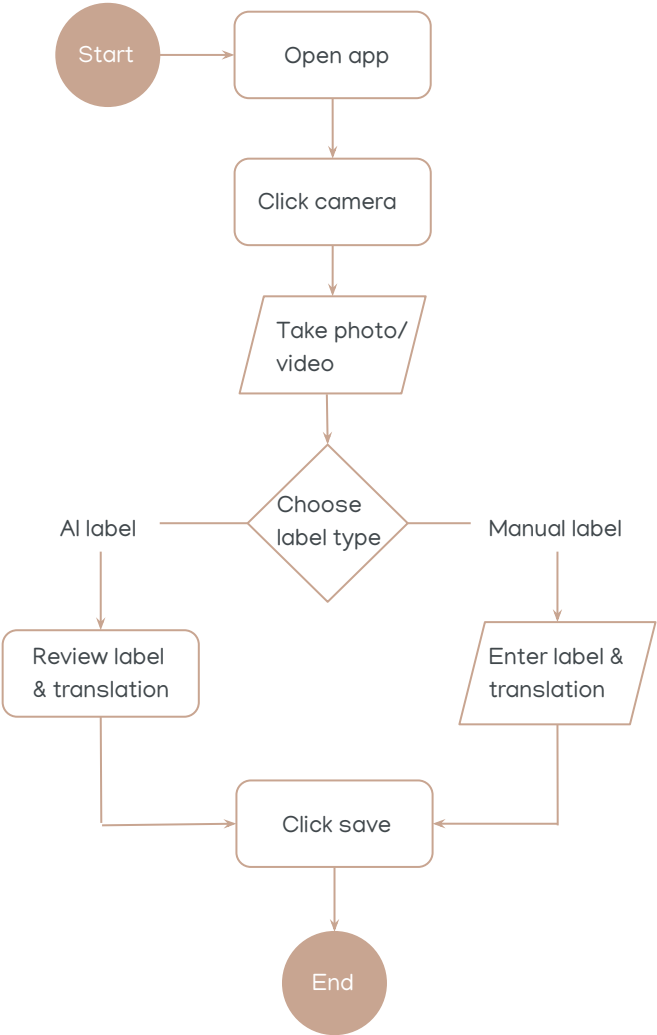 Start
Open app
Click camera
Take photo/
video
Choose
label type
AI label
Manual label
Review label
& translation
Enter label &
translation
Click save
End